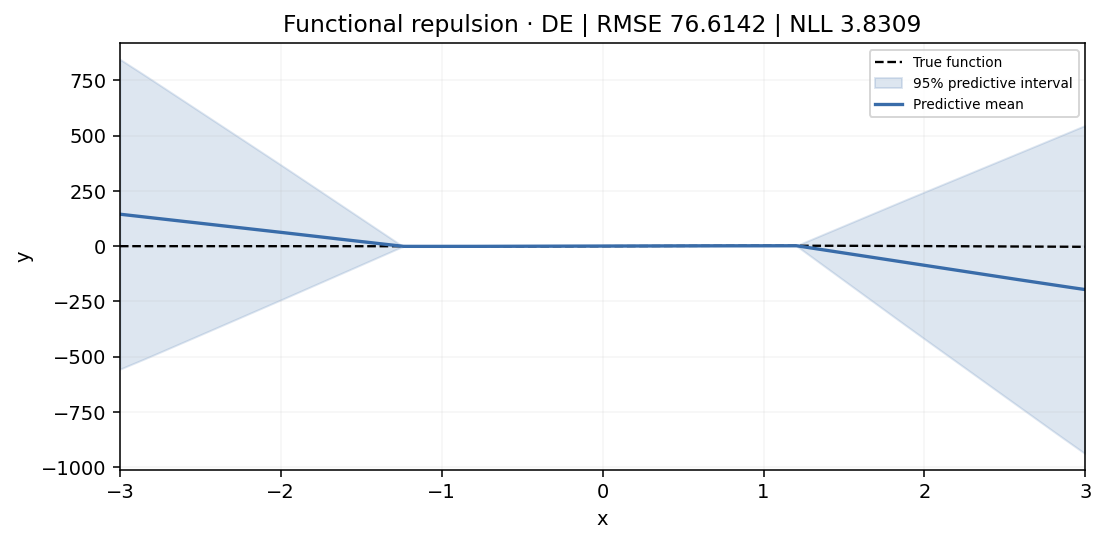 Functional repulsion · DE | RMSE 76.6142 | NLL 3.8309
True function
95% predictive interval
Predictive mean
750
500
250
0
−250
−500
−750
−1000
y
−3
−2
−1
0
1
2
3
x